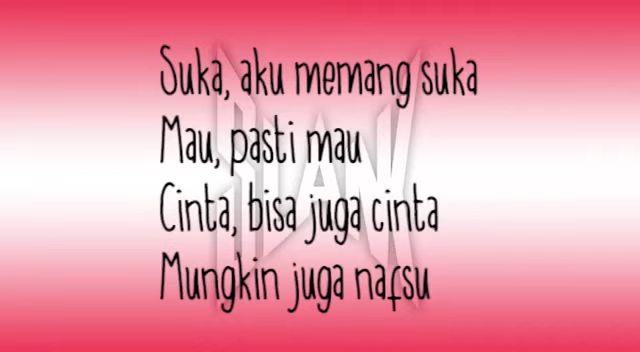 Suka, aku memang suka
Mau, pasti mau
Cinta, bisa juga cinta
Mungkin juga nafsu